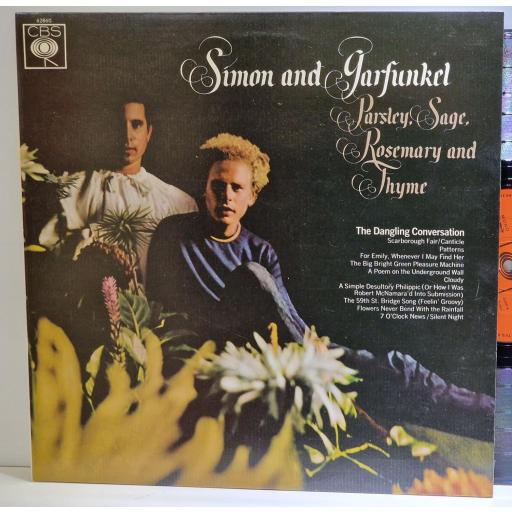 62860
CBS
Simon and Garfunkel
Parsley, Sage,
Rosemary and
Thyme
The Dangling Conversation
Scarborough Fair/Canticle
Patterns
For Emily, Whenever I May Find Her
The Big Bright Green Pleasure Machine
A Poem on the Underground Wall
Cloudy
A Simple Desultory Philippic (Or How I Was
Robert McNamara'd Into Submission)
The 59th St. Bridge Song (Feelin' Groovy)
Flowers Never Bend With the Rainfall
7 O'Clock News/Silent Night